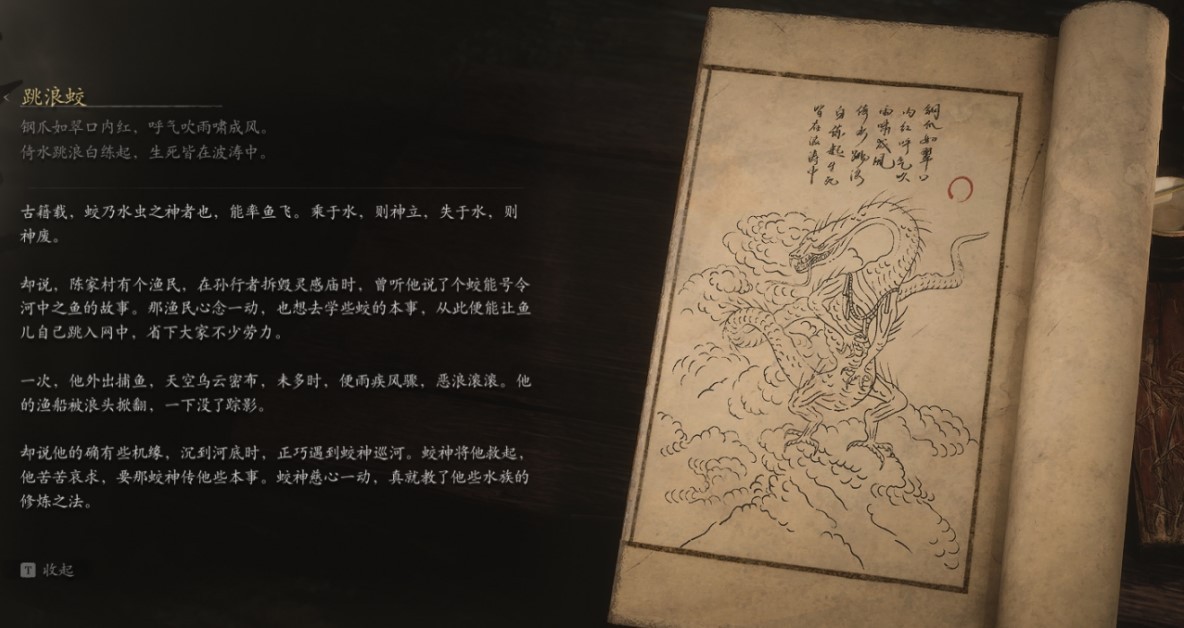 跳浪蛟
钢爪如翠口内红，呼气吹雨啸成风。
倚水跳浪白练起，生死皆在波涛中。
古籍载，蛟乃水虫之神者也，能率鱼飞。乘于水，则神立，失于水，则
神废。
却说，陈家村有个渔民，在孙行者拆毁灵感庙时，曾听他说了个蛟能号令
河中之鱼的故事。那渔民心念一动，也想去学些蛟的本事，从此便能让鱼
儿自己跳入网中，省下大家不少劳力。
一次，他外出捕鱼，天空乌云密布，未多时，便雨疾风骤，恶浪滚滚。他
的渔船被浪头掀翻，一下没了踪影。
却说他的确有些机缘，沉到河底时，正巧遇到蛟神巡河。蛟神将他救起，
他苦苦哀求，要那蛟神传他些本事。蛟神慈心一动，真就教了他些水族的
修炼之法。
T 收起
钢爪如翠口
内红呼气吹
雨啸成风
倚水跳浪
白练起生死
皆在波涛中